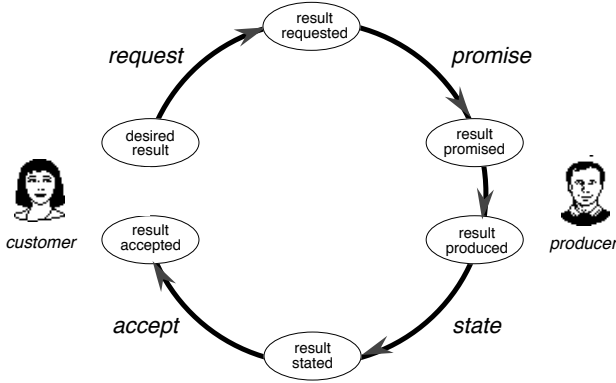 result
requested
request
promise
desired
result
result
promised
customer
result
accepted
result
produced
producer
accept
state
result
stated